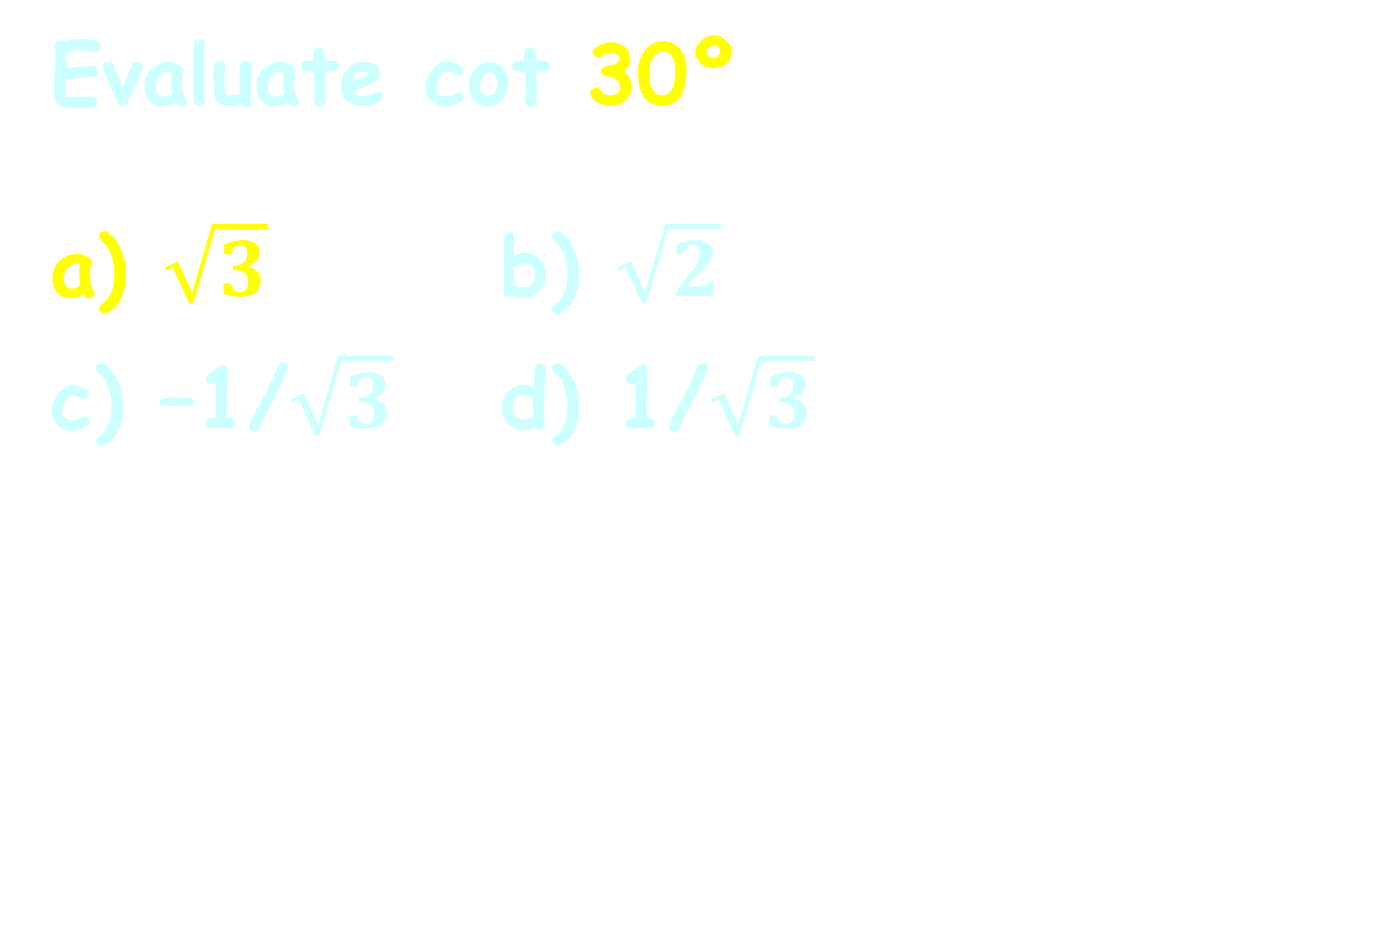 Evaluate cot 30°
a) √3 b) √2
c) –1/√3 d) 1/√3